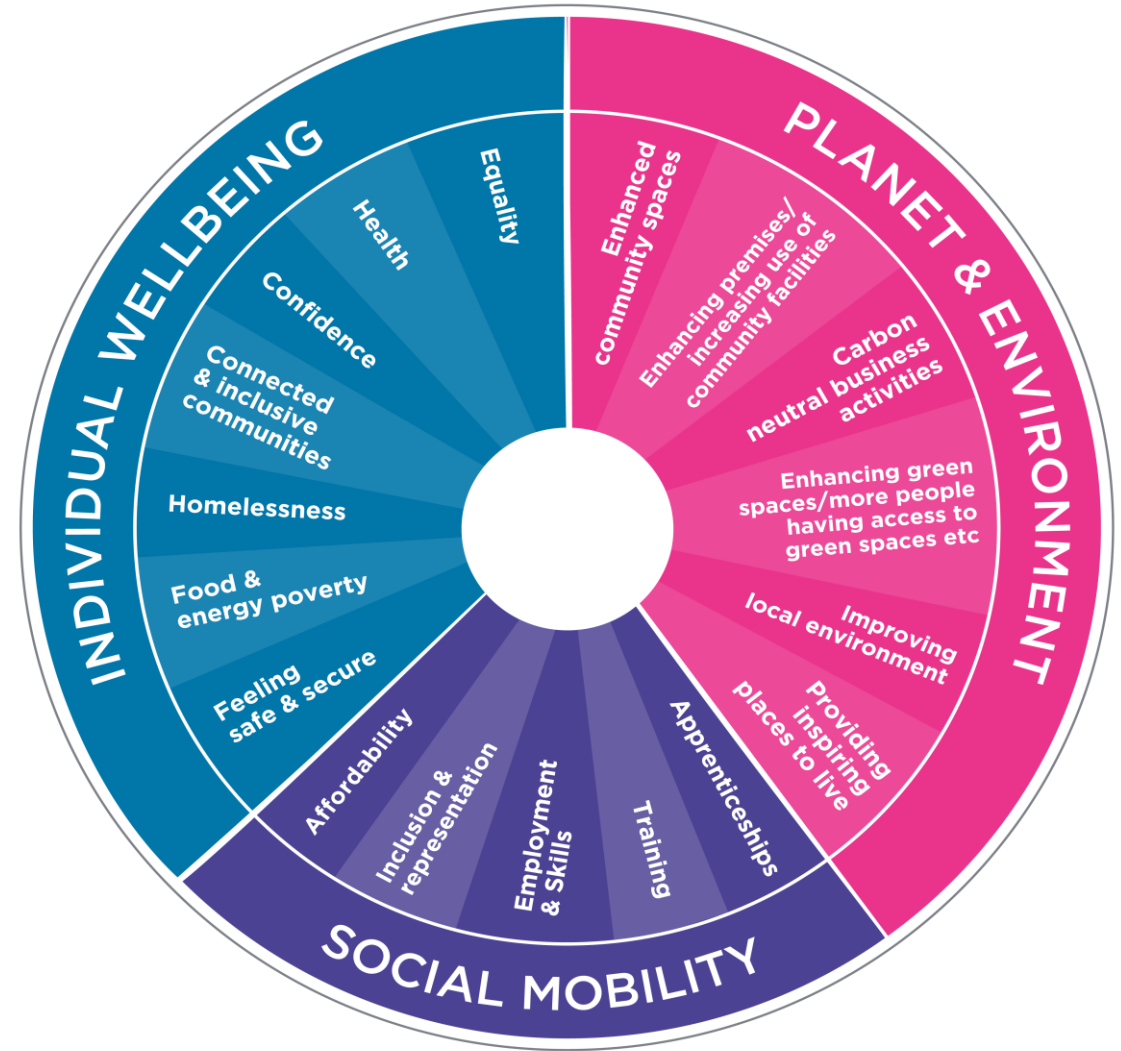 PLANET & ENVIRONMENT
Enhanced
community spaces
Enhancing premises/
increasing use of
community facilities
Carbon
neutral business
activities
Enhancing green
spaces/more people
having access to
green spaces etc
Improving
local environment
Providing
inspiring
places to live
SOCIAL MOBILITY
Apprenticeships
Training
Employment
& Skills
Inclusion &
representation
Affordability
INDIVIDUAL WELLBEING
Feeling
safe & secure
Food &
energy poverty
Homelessness
Connected
& inclusive
communities
Confidence
Health
Equality